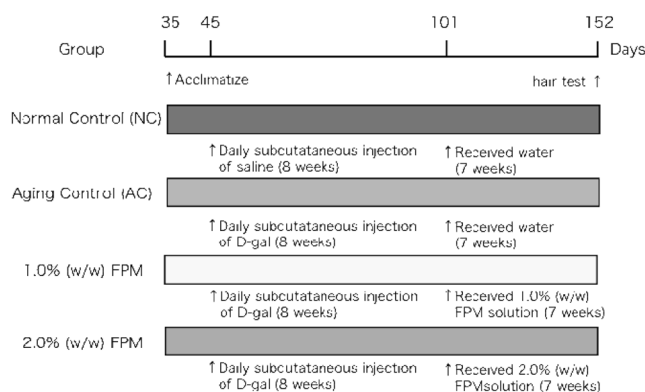 35 45 101 152
Group Days
↑Acclimatize hair test ↑
Normal Control (NC)
↑Daily subcutataneous injection ↑Received water
of saline (8 weeks) (7 weeks)
Aging Control (AC)
↑Daily subcutataneous injection ↑Received water
of D-gal (8 weeks) (7 weeks)
1.0% (w/w) FPM
↑Daily subcutataneous injection ↑Received 1.0% (w/w)
of D-gal (8 weeks) FPM solution (7 weeks)
2.0% (w/w) FPM
↑Daily subcutataneous injection ↑Received 2.0% (w/w)
of D-gal (8 weeks) FPMsolution (7 weeks)